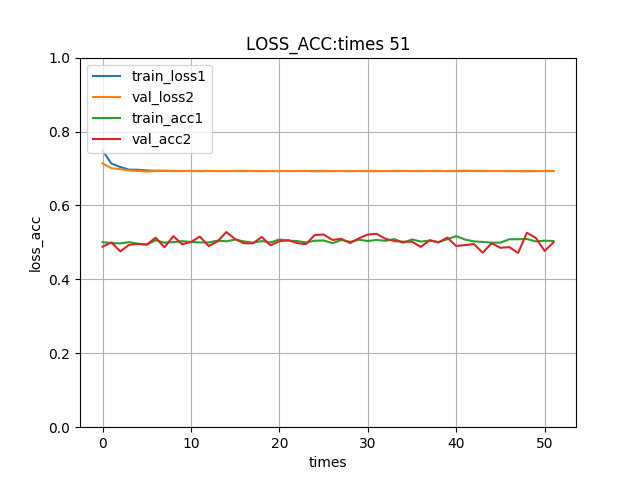 LOSS_ACC:times 51
1.0
0.8
0.6
0.4
0.2
0.0
loss_acc
train_loss1
val_loss2
train_acc1
val_acc2
0 10 20 30 40 50
times